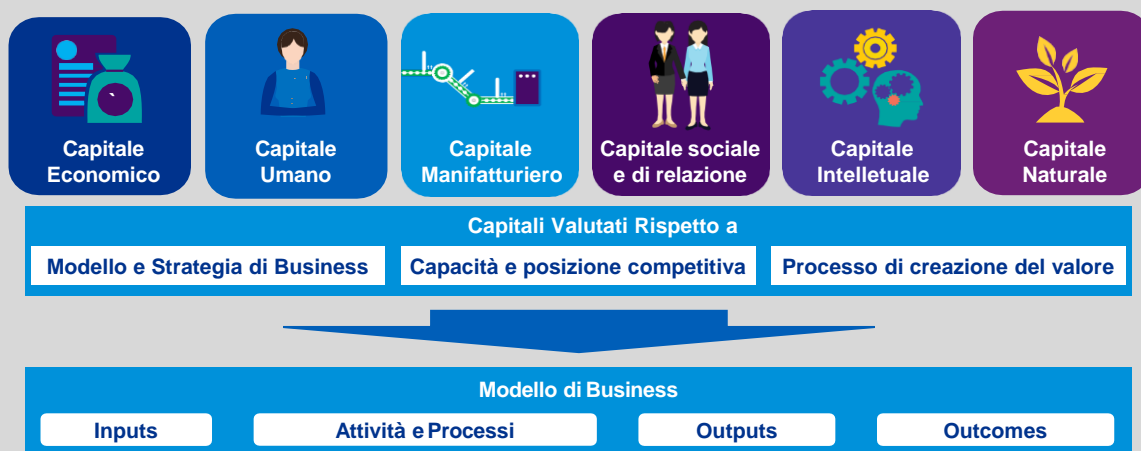 Capitale
Economico
Capitale
Umano
Capitale
Manifatturiero
Capitale sociale
e di relazione
Capitale
Intelletuale
Capitale
Naturale
Capitali Valutati Rispetto a
Modello e Strategia di Business
Capacità e posizione competitiva
Processo di creazione del valore
Modello di Business
Inputs
Attività e Processi
Outputs
Outcomes